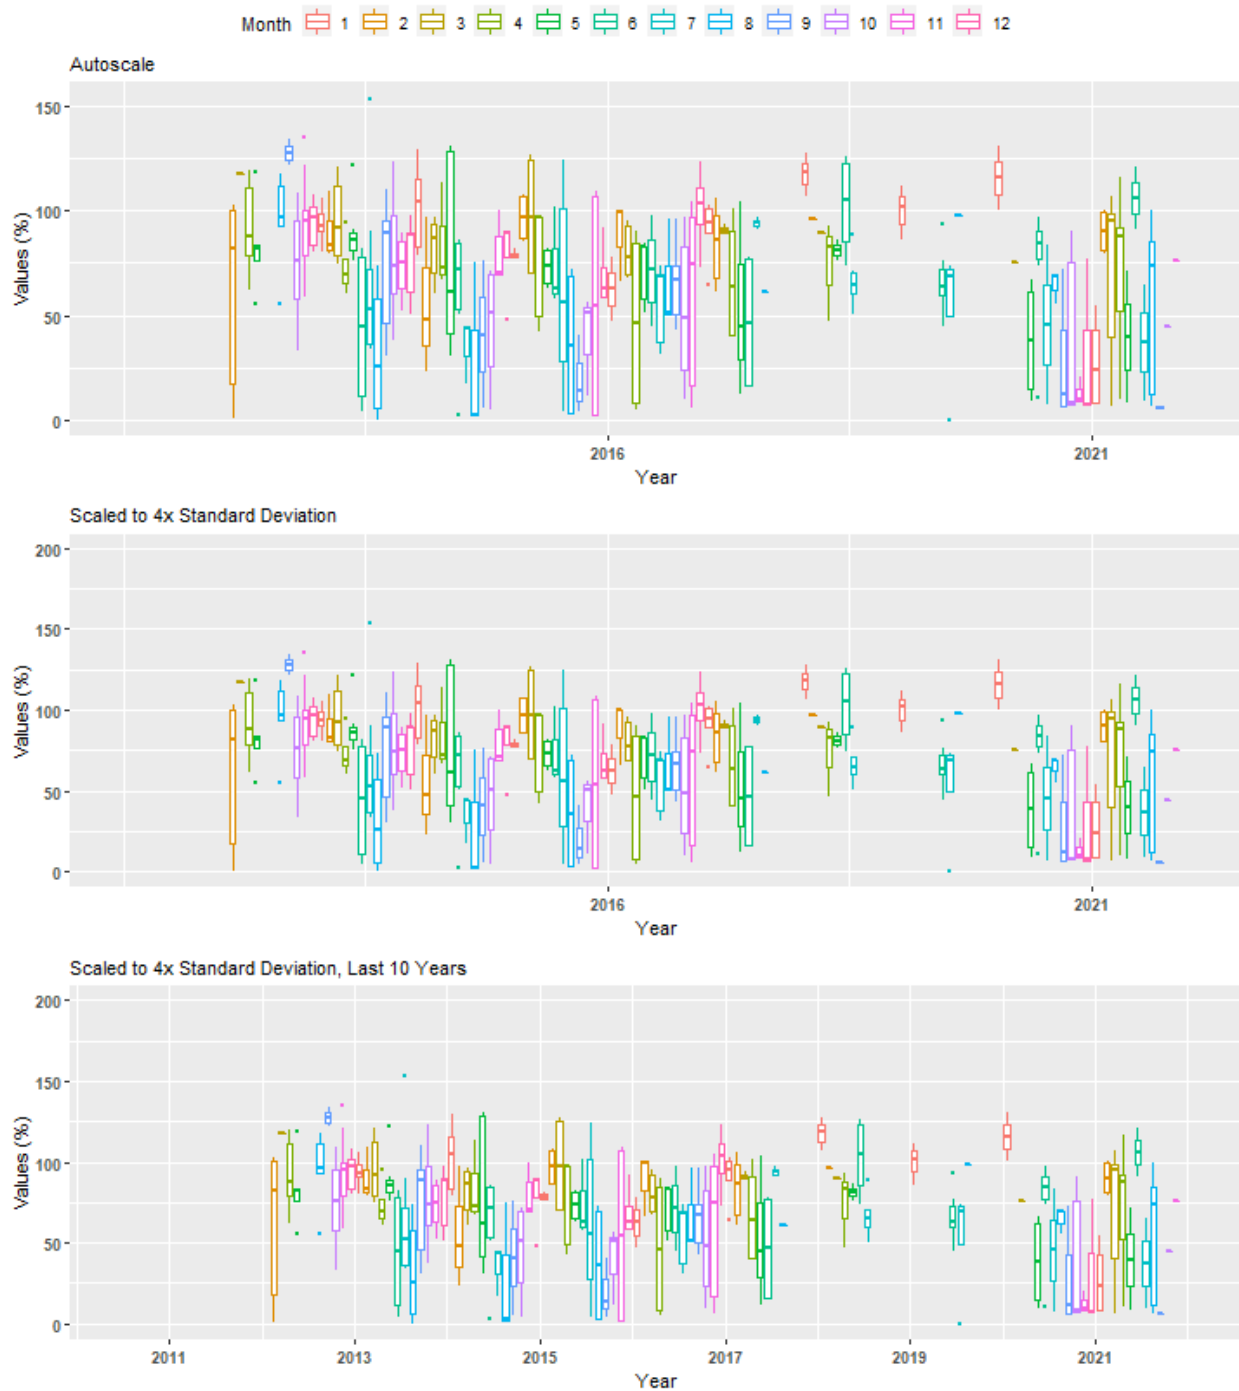 Month 1 2 3 4 5 6 7 8 9 10 11 12
Autoscale
Values (%)
150
100
50
0
2016 2021
Year
Scaled to 4x Standard Deviation
Values (%)
200
150
100
50
0
2016 2021
Year
Scaled to 4x Standard Deviation, Last 10 Years
Values (%)
200
150
100
50
0
2011 2013 2015 2017 2019 2021
Year